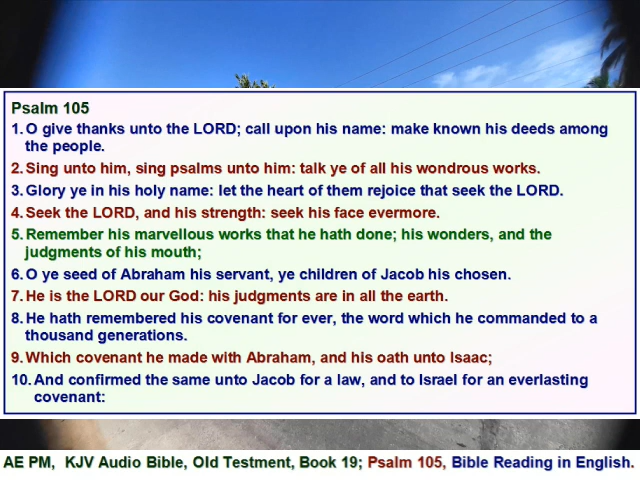 Psalm 105
1. O give thanks unto the LORD; call upon his name: make known his deeds among
the people.
2. Sing unto him, sing psalms unto him: talk ye of all his wondrous works.
3. Glory ye in his holy name: let the heart of them rejoice that seek the LORD.
4. Seek the LORD, and his strength: seek his face evermore.
5. Remember his marvellous works that he hath done; his wonders, and the
judgments of his mouth;
6. O ye seed of Abraham his servant, ye children of Jacob his chosen.
7. He is the LORD our God: his judgments are in all the earth.
8. He hath remembered his covenant for ever, the word which he commanded to a
thousand generations.
9. Which covenant he made with Abraham, and his oath unto Isaac;
10. And confirmed the same unto Jacob for a law, and to Israel for an everlasting
covenant:
AE PM, KJV Audio Bible, Old Testment, Book 19; Psalm 105, Bible Reading in English.